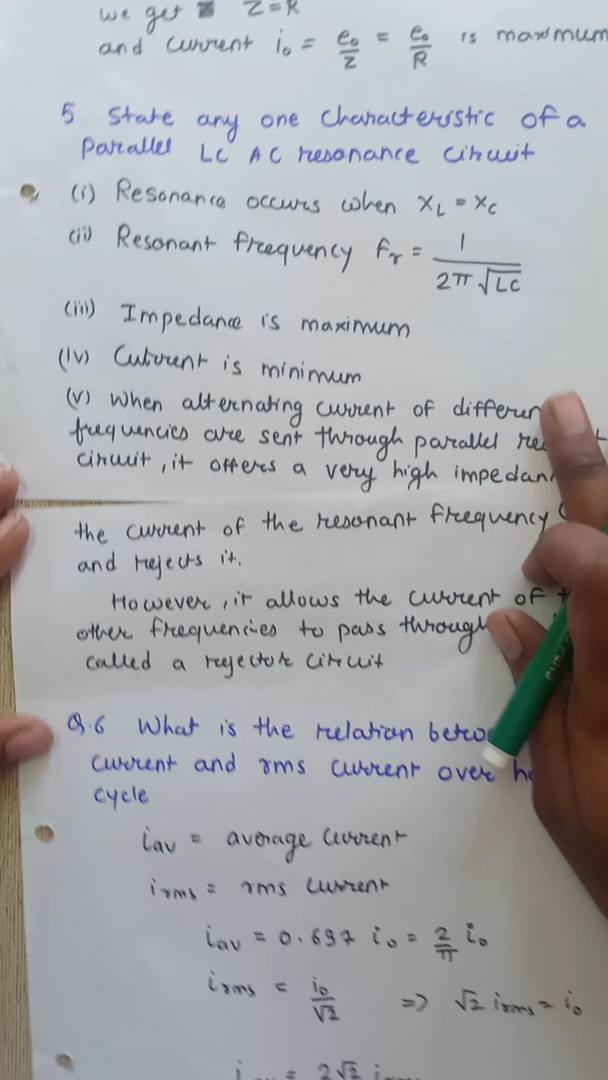 we get Z = R
and current i₀ = e₀/Z = e₀/R is maximum
5. State any one characteristic of a
parallel LC AC resonance circuit
(i) Resonance occurs when X_L = X_C
(ii) Resonant frequency f_r = 1/(2π√LC)
(iii) Impedance is maximum
(iv) Current is minimum
(v) When alternating current of differen
frequencies are sent through parallel
circuit, it offers a very high impedan
the current of the resonant frequency
and rejects it.
However, it allows the current of
other frequencies to pass through
called a rejector circuit
Q.6 What is the relation
current and rms current over
cycle
i_av = average current
i_rms = rms current
i_av = 0.637 i₀ = 2/π i₀
i_rms = i₀/√2 ⇒ √2 i_rms = i₀
= 2√2